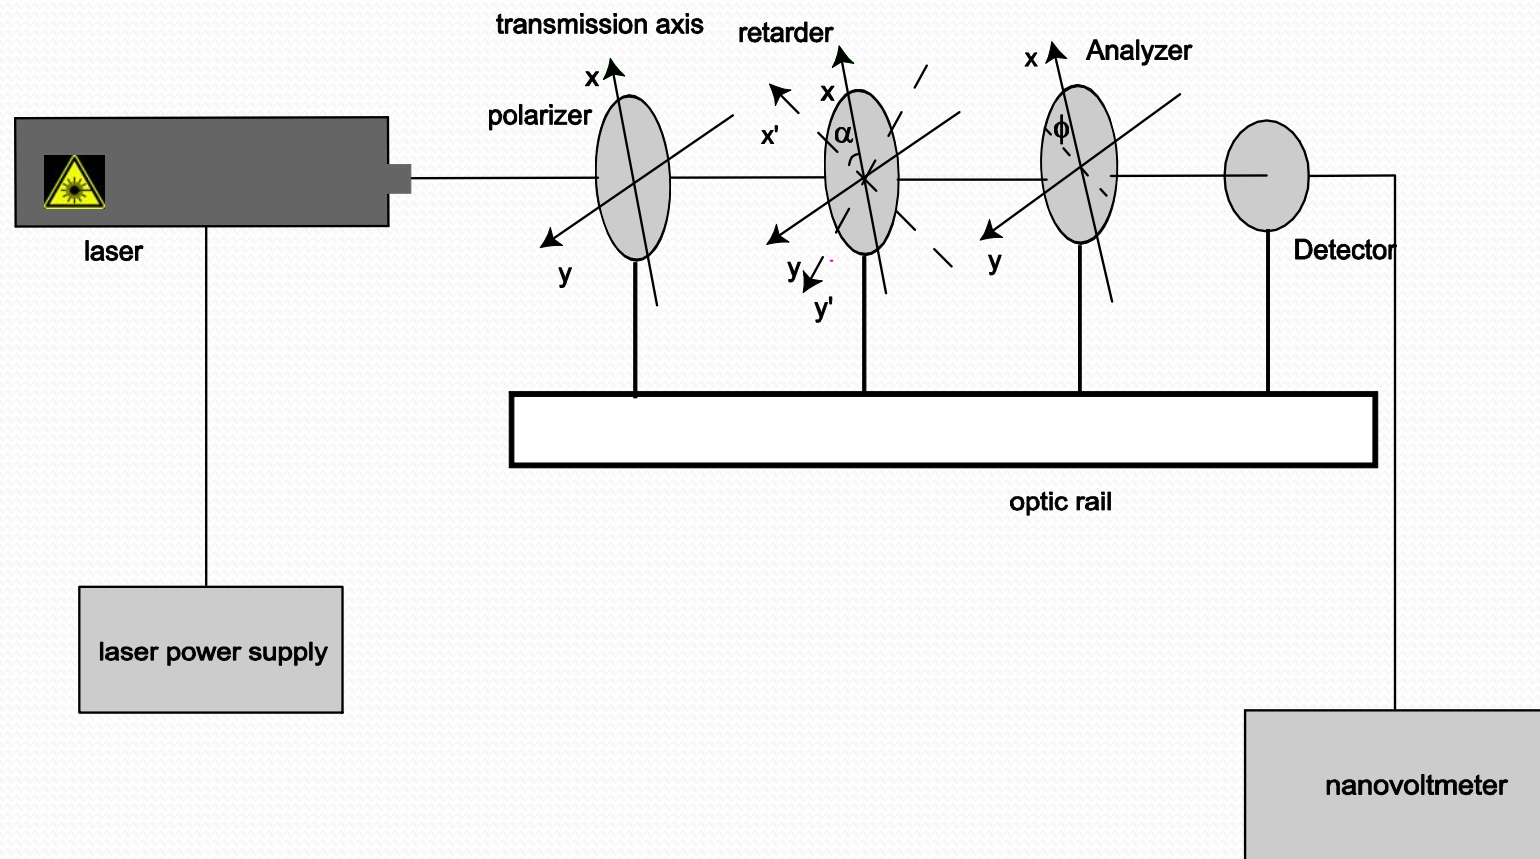 transmission axis
retarder
x
Analyzer
x
polarizer
x
x'
α
ϕ
laser
y
y
y'
y
Detector
optic rail
laser power supply
nanovoltmeter